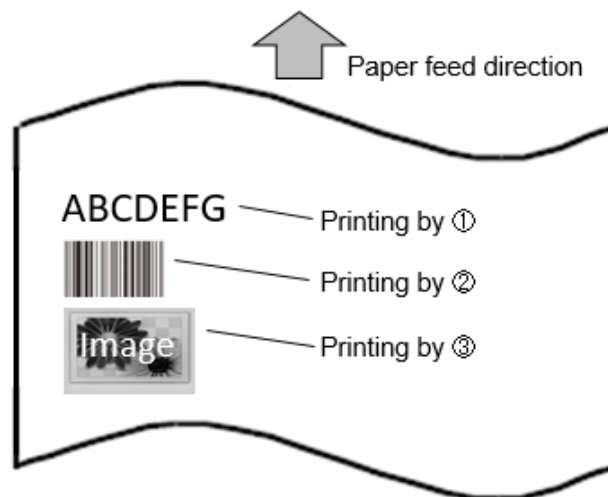 Paper feed direction
ABCDEFG
Printing by ①
Printing by ②
Image
Printing by ③